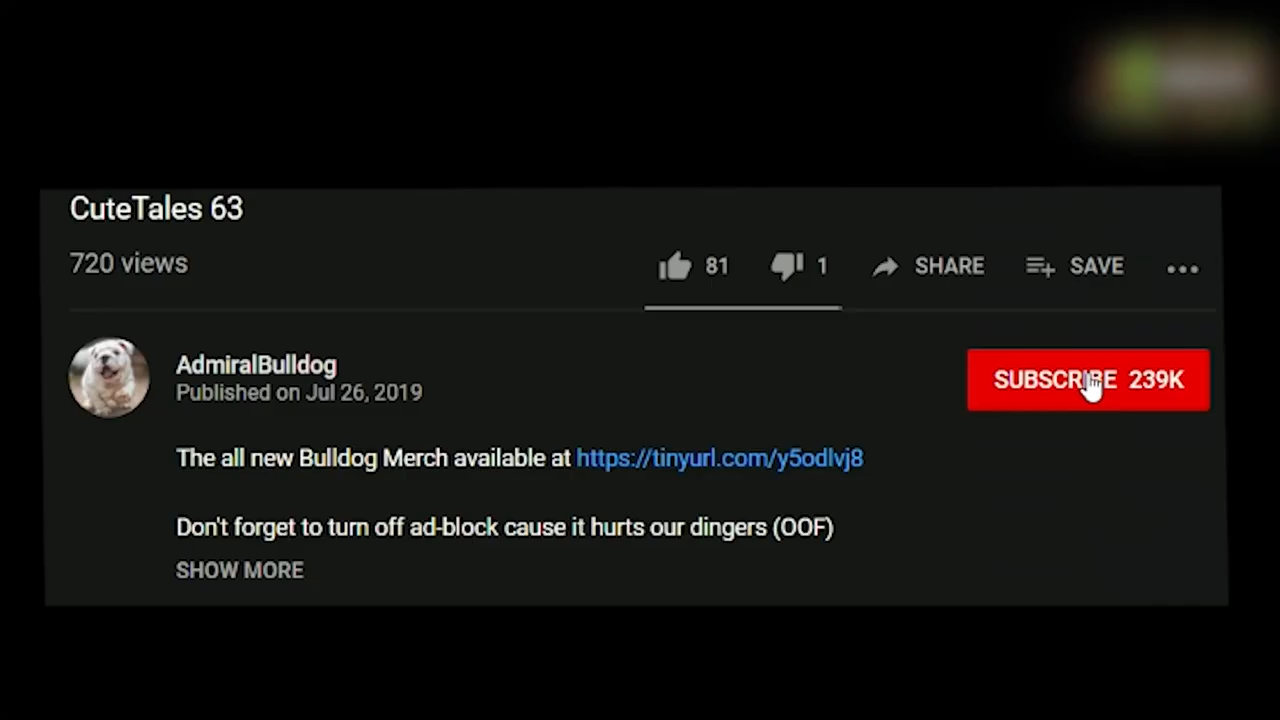 CuteTales 63
720 views
81 1 SHARE SAVE
AdmiralBulldog
Published on Jul 26, 2019
SUBSCRIBE 239K
The all new Bulldog Merch available at https://tinyurl.com/y5odlvj8
Don't forget to turn off ad-block cause it hurts our dingers (OOF)
SHOW MORE